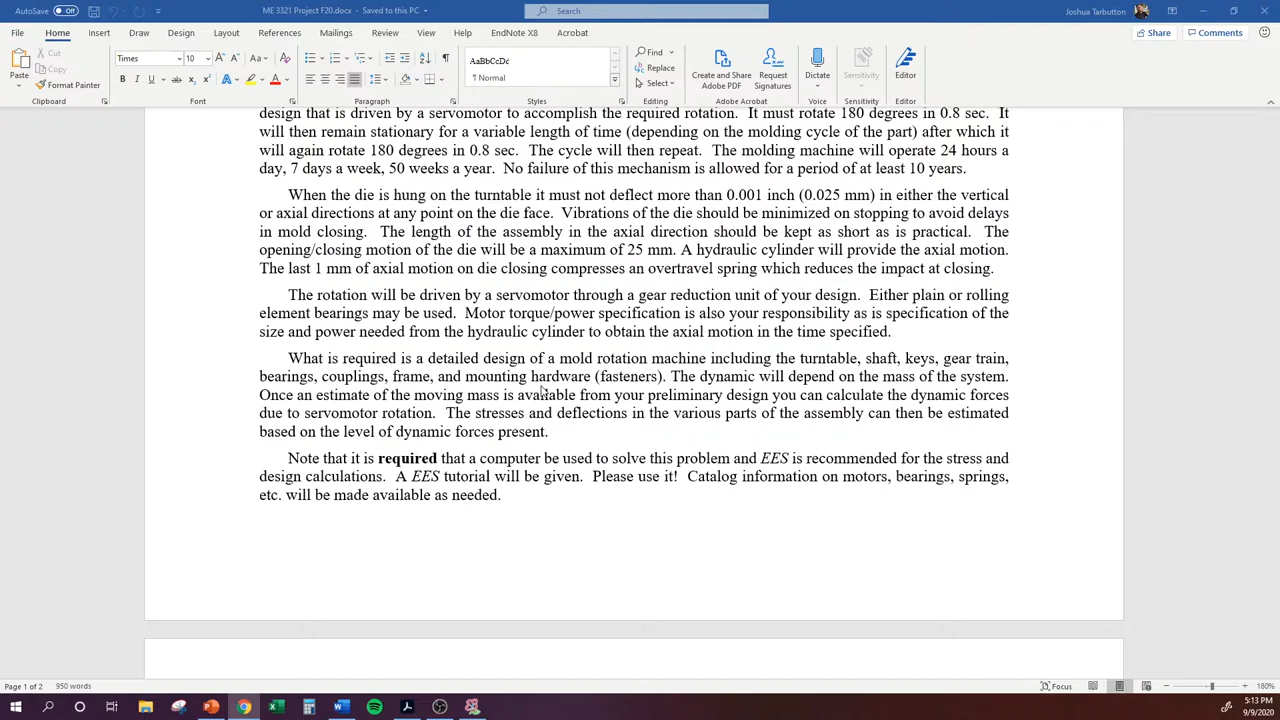 AutoSave Off
ME 3321 Project F20.docx - Saved to this PC
Search
Joshua Tarbutton
File Home Insert Draw Design Layout References Mailings Review View Help EndNote X8 Acrobat
Share Comments
Paste
Cut
Copy
Format Painter
Clipboard
Times 10
Aa
B I U ab x₂ x²
A
Font
Paragraph
AaBbCcDd
¶ Normal
Styles
Find
Replace
Select
Editing
Create and Share
Adobe PDF
Request
Signatures
Adobe Acrobat
Dictate
Voice
Sensitivity
Sensitivity
Editor
Editor
design that is driven by a servomotor to accomplish the required rotation. It must rotate 180 degrees in 0.8 sec. It
will then remain stationary for a variable length of time (depending on the molding cycle of the part) after which it
will again rotate 180 degrees in 0.8 sec. The cycle will then repeat. The molding machine will operate 24 hours a
day, 7 days a week, 50 weeks a year. No failure of this mechanism is allowed for a period of at least 10 years.
When the die is hung on the turntable it must not deflect more than 0.001 inch (0.025 mm) in either the vertical
or axial directions at any point on the die face. Vibrations of the die should be minimized on stopping to avoid delays
in mold closing. The length of the assembly in the axial direction should be kept as short as is practical. The
opening/closing motion of the die will be a maximum of 25 mm. A hydraulic cylinder will provide the axial motion.
The last 1 mm of axial motion on die closing compresses an overtravel spring which reduces the impact at closing.
The rotation will be driven by a servomotor through a gear reduction unit of your design. Either plain or rolling
element bearings may be used. Motor torque/power specification is also your responsibility as is specification of the
size and power needed from the hydraulic cylinder to obtain the axial motion in the time specified.
What is required is a detailed design of a mold rotation machine including the turntable, shaft, keys, gear train,
bearings, couplings, frame, and mounting hardware (fasteners). The dynamic will depend on the mass of the system.
Once an estimate of the moving mass is available from your preliminary design you can calculate the dynamic forces
due to servomotor rotation. The stresses and deflections in the various parts of the assembly can then be estimated
based on the level of dynamic forces present.
Note that it is required that a computer be used to solve this problem and EES is recommended for the stress and
design calculations. A EES tutorial will be given. Please use it! Catalog information on motors, bearings, springs,
etc. will be made available as needed.
Page 1 of 2 950 words
Focus
180%
5:13 PM
9/9/2020